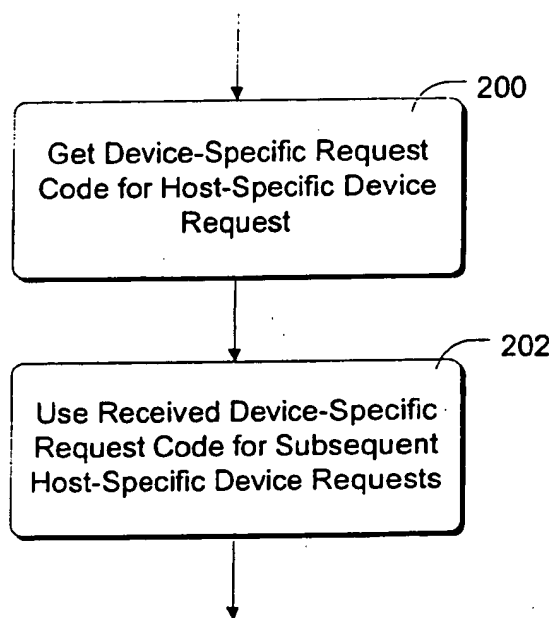 200
Get Device-Specific Request
Code for Host-Specific Device
Request
202
Use Received Device-Specific
Request Code for Subsequent
Host-Specific Device Requests